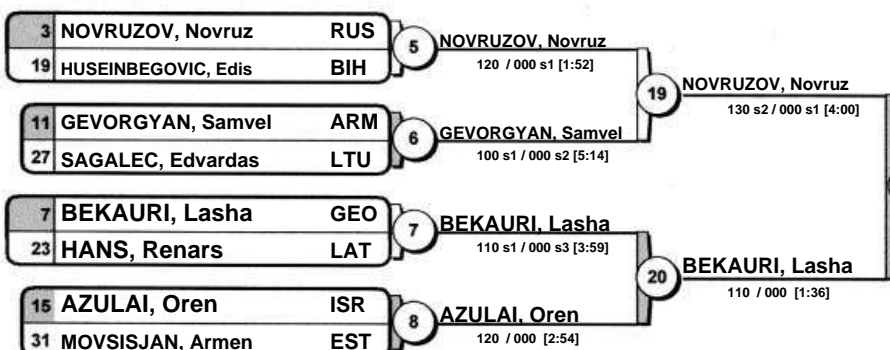 3 NOVRUZOV, Novruz RUS
19 HUSEINBEGOVIC, Edis BIH
5
NOVRUZOV, Novruz
120 / 000 s1 [1:52]
11 GEVORGYAN, Samvel ARM
27 SAGALEC, Edvardas LTU
6
GEVORGYAN, Samvel
100 s1 / 000 s2 [5:14]
19
NOVRUZOV, Novruz
130 s2 / 000 s1 [4:00]
7 BEKAURI, Lasha GEO
23 HANS, Renars LAT
7
BEKAURI, Lasha
110 s1 / 000 s3 [3:59]
15 AZULAI, Oren ISR
31 MOVSISJAN, Armen EST
8
AZULAI, Oren
120 / 000 [2:54]
20
BEKAURI, Lasha
110 / 000 [1:36]